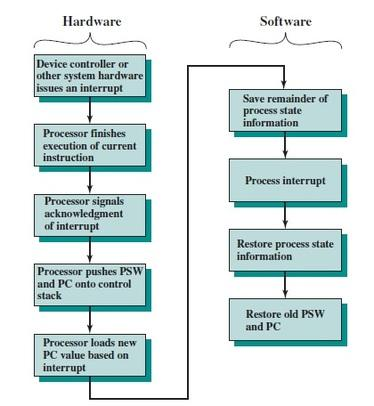 Hardware
Device controller or
other system hardware
issues an interrupt
Processor finishes
execution of current
instruction
Processor signals
acknowledgment
of interrupt
Processor pushes PSW
and PC onto control
stack
Processor loads new
PC value based on
interrupt
Software
Save remainder of
process state
information
Process interrupt
Restore process state
information
Restore old PSW
and PC